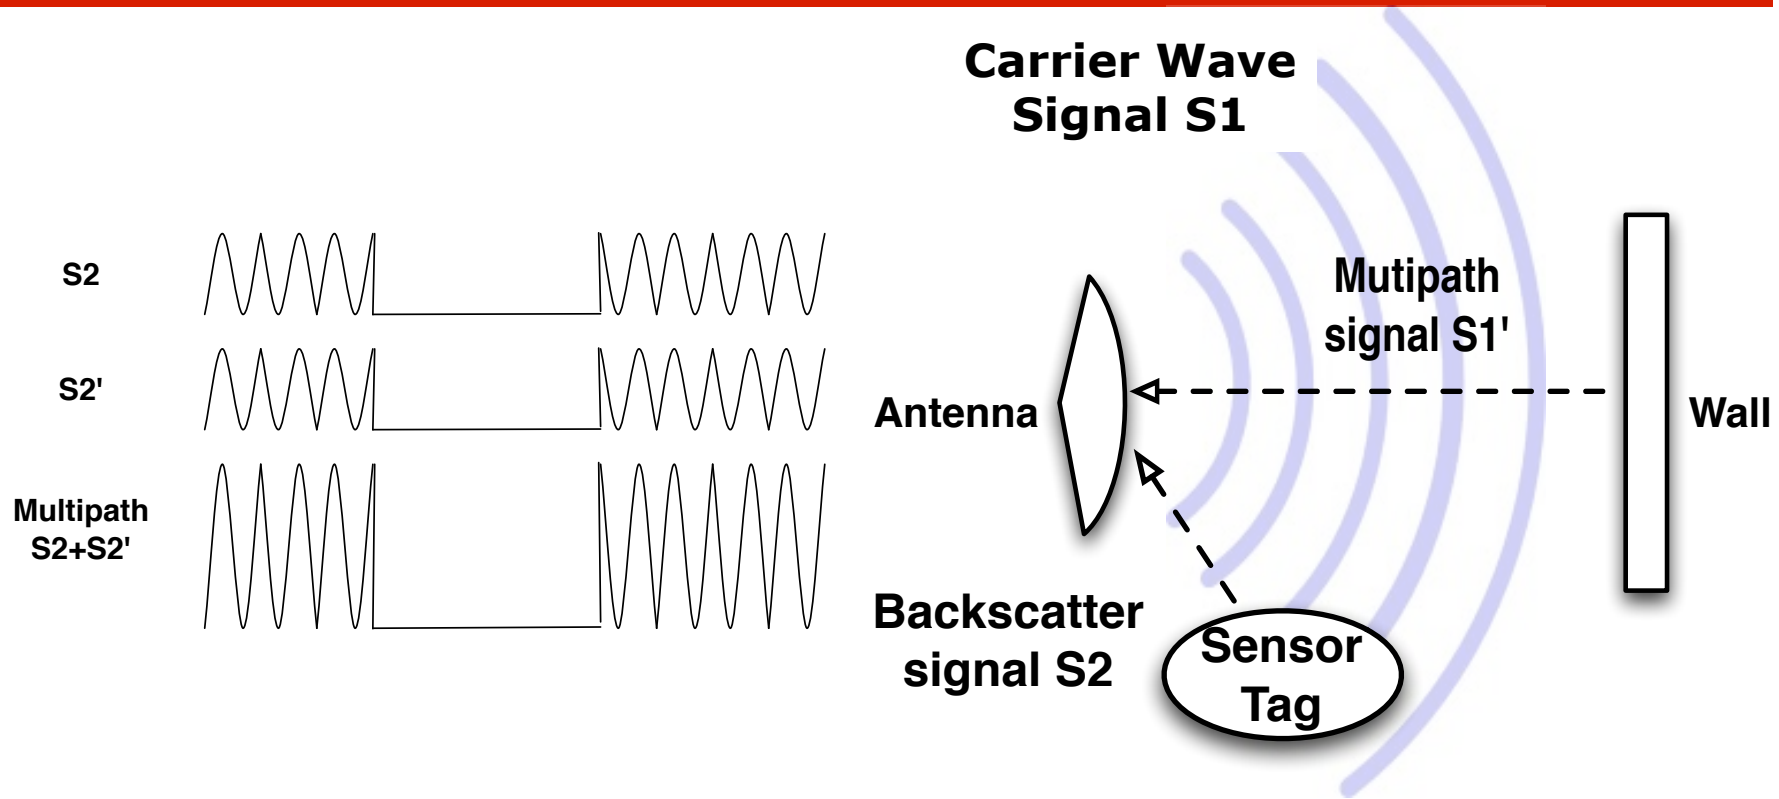 Carrier Wave
Signal S1
S2
S2'
Multipath
S2+S2'
Mutipath
signal S1'
Antenna
Wall
Backscatter
signal S2
Sensor
Tag